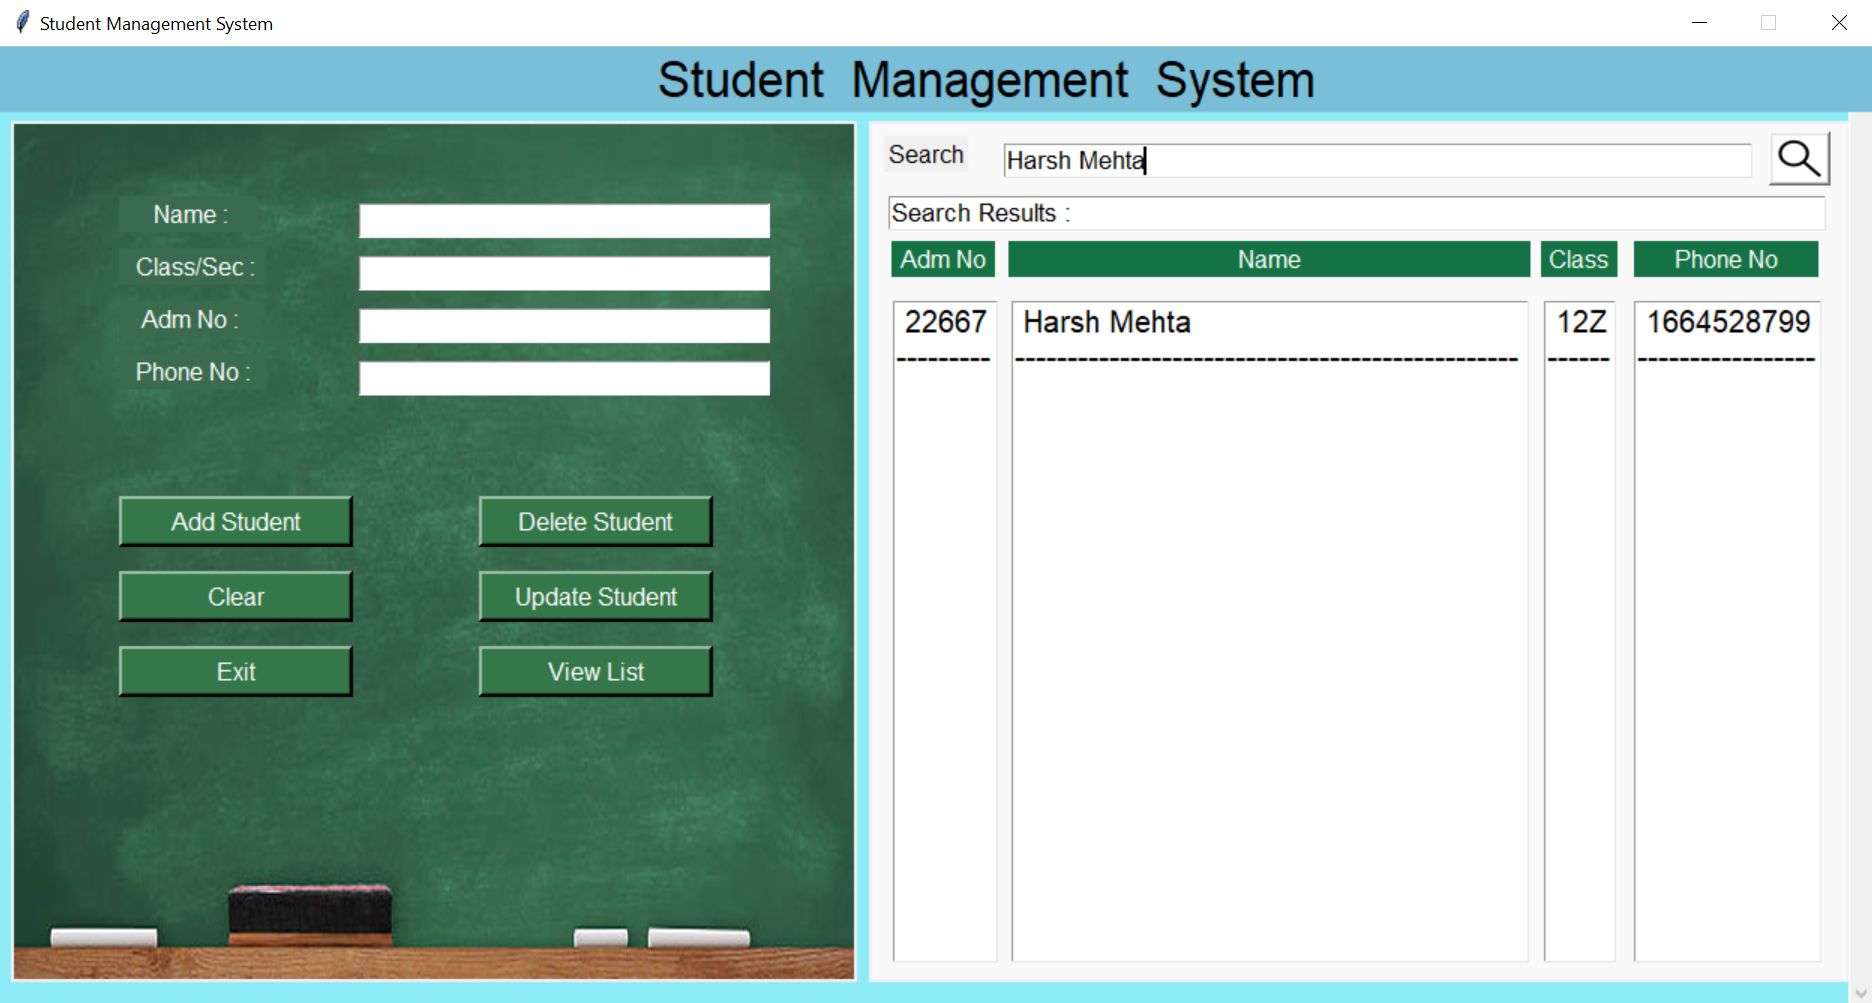 Student Management System
Student Management System
Name :
Class/Sec :
Adm No :
Phone No :
Add Student
Delete Student
Clear
Update Student
Exit
View List
Search
Harsh Mehta
Search Results :
Adm No Name Class Phone No
22667 Harsh Mehta 12Z 1664528799